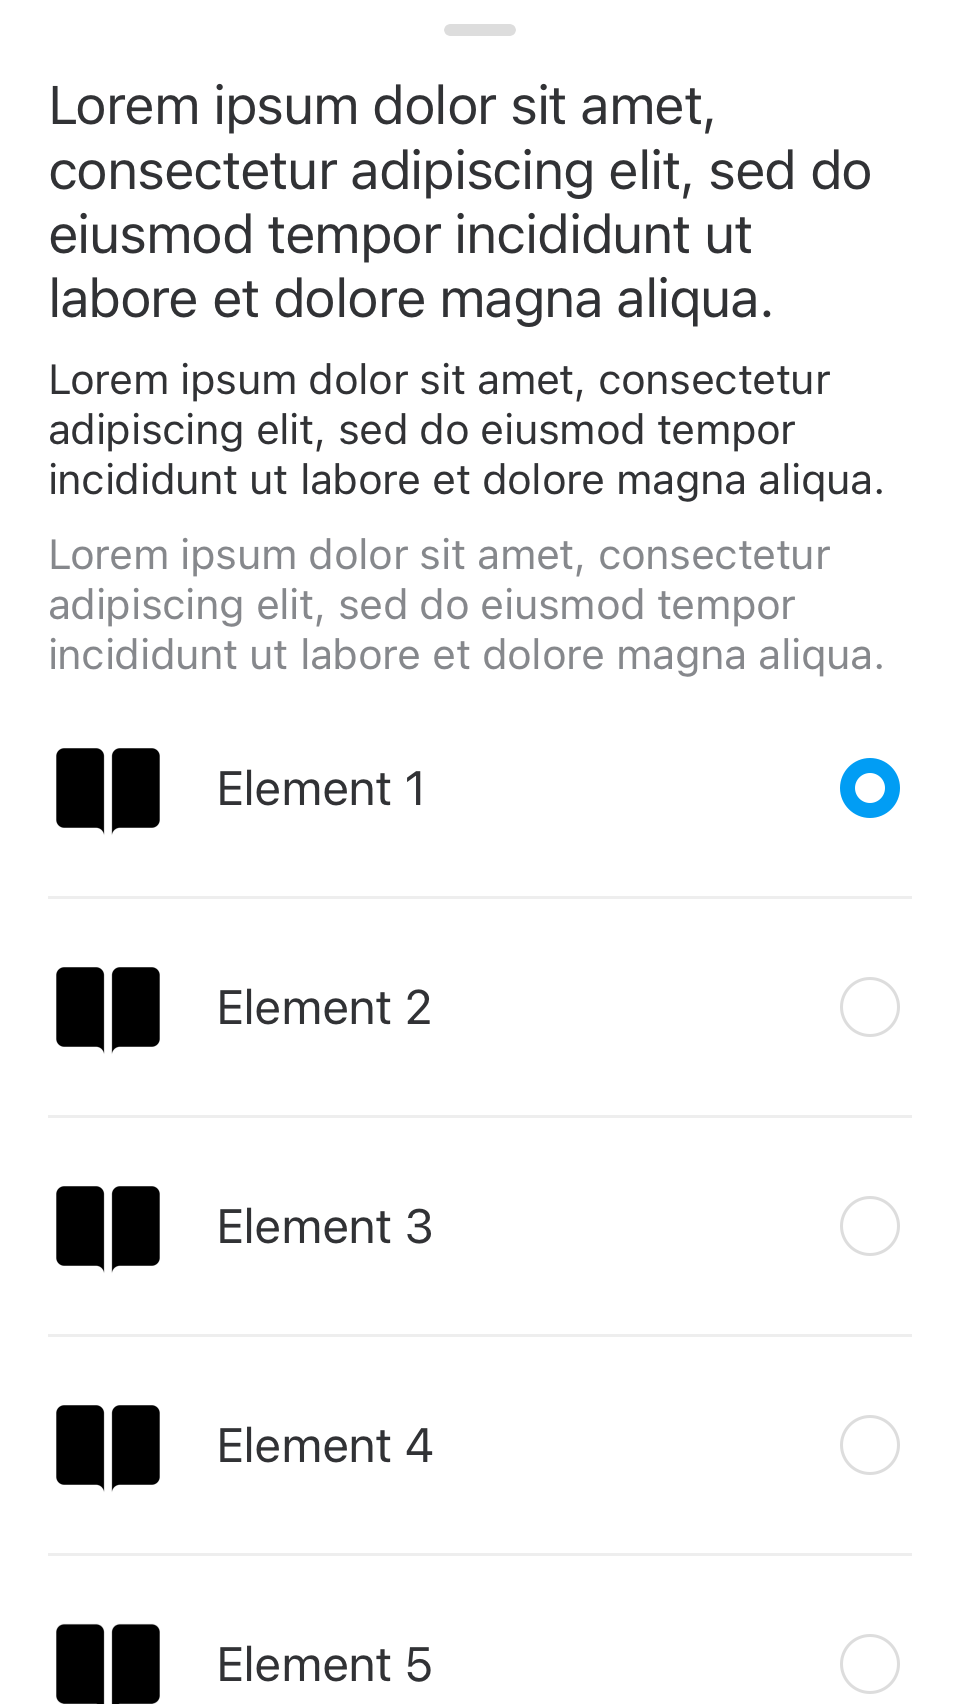 Lorem ipsum dolor sit amet,
consectetur adipiscing elit, sed do
eiusmod tempor incididunt ut
labore et dolore magna aliqua.
Lorem ipsum dolor sit amet, consectetur
adipiscing elit, sed do eiusmod tempor
incididunt ut labore et dolore magna aliqua.
Lorem ipsum dolor sit amet, consectetur
adipiscing elit, sed do eiusmod tempor
incididunt ut labore et dolore magna aliqua.
Element 1
Element 2
Element 3
Element 4
Element 5